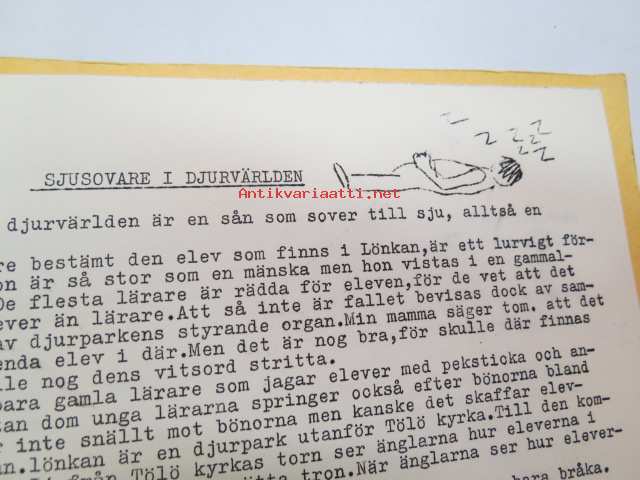 Z Z Z Z Z Z Z
SJUSOVARE I DJURVÄRLDEN
Antikvariaatti.net
djurvärlden är en sån som sover till sju, alltså en
re bestämt den elev som finns i Lönkan,är ett lurvigt för-
on är så stor som en mänska men hon vistas i en gammal-
De flesta lärare är rädda för eleven,för de vet att det
ever än lärare.Att så inte är fallet bevisas dock av sam-
av djurparkens styrande organ.Min mamma säger tom. att det
enda elev i där.Men det är nog bra,för skulle där finnas
lle nog dens vitsord stritta.
bara gamla lärare som jagar elever med peksticka och an-
tan dom unga lärarna springer också efter bönorna bland
r inte snällt mot bönorna men kanske det skaffar elev-
an.lönkan är en djurpark utanför Tölö kyrka.Till den kom-
från Tölö kyrkas torn ser änglarna hur eleverna i
tron.När änglarna ser hur elever-
bara bråka.